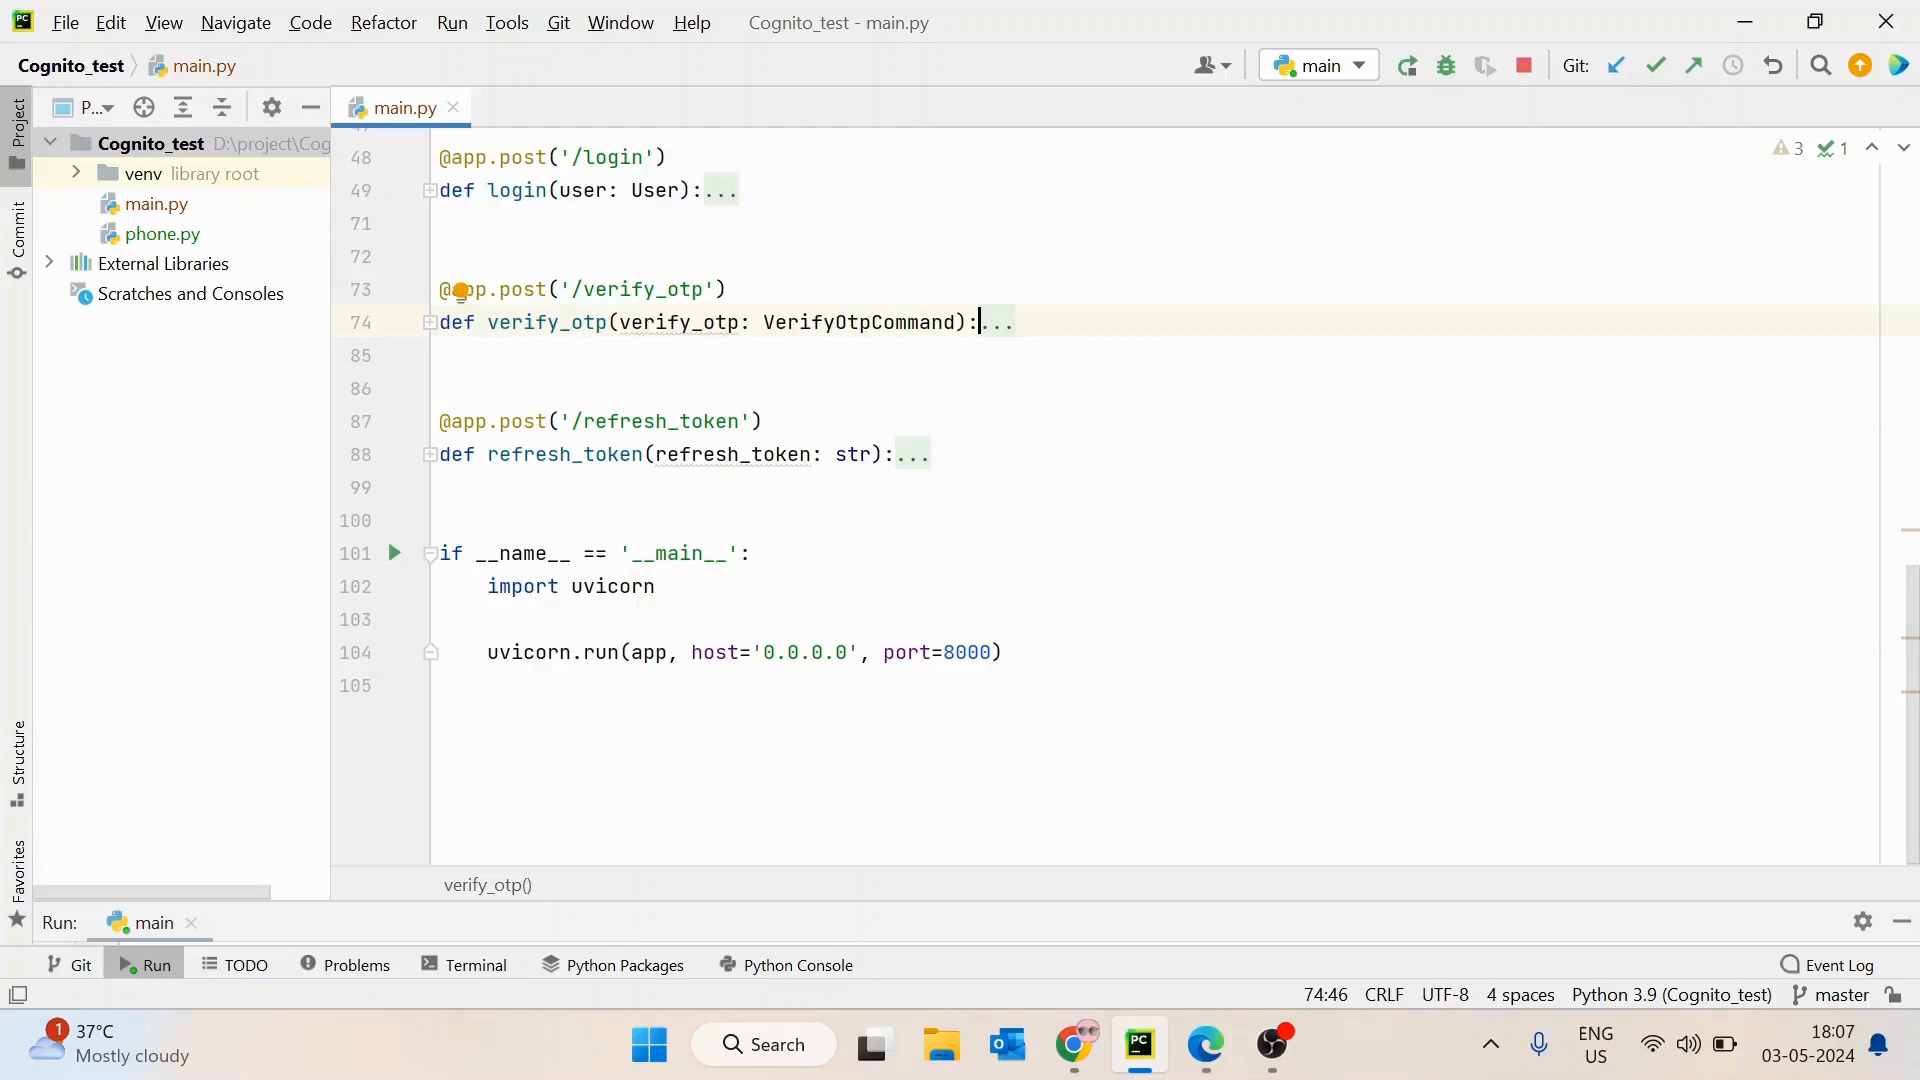 PC File Edit View Navigate Code Refactor Run Tools Git Window Help Cognito_test - main.py
Cognito_test main.py main Git:
P... main.py
Project
Commit
Structure
Favorites
Cognito_test D:\project\Cog
venv library root
main.py
phone.py
External Libraries
Scratches and Consoles
3 1
48 @app.post('/login')
49 def login(user: User):...
71
72
73 @app.post('/verify_otp')
74 def verify_otp(verify_otp: VerifyOtpCommand):...
85
86
87 @app.post('/refresh_token')
88 def refresh_token(refresh_token: str):...
99
100
101 if __name__ == '__main__':
102 import uvicorn
103
104 uvicorn.run(app, host='0.0.0.0', port=8000)
105
verify_otp()
Run: main
Git Run TODO Problems Terminal Python Packages Python Console Event Log
74:46 CRLF UTF-8 4 spaces Python 3.9 (Cognito_test) master
1 37°C
Mostly cloudy
Search
PC
ENG
US
18:07
03-05-2024